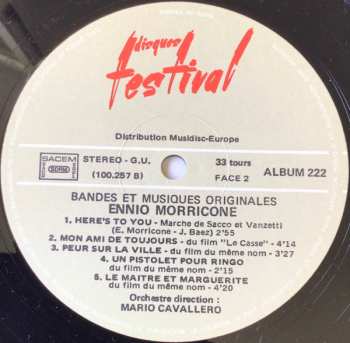 disques
festival
Distribution Musidisc-Europe
SACEM
SDRM
STEREO - G.U.
(100.257 B)
33 tours
FACE 2
ALBUM 222
BANDES ET MUSIQUES ORIGINALES
ENNIO MORRICONE
1. HERE'S TO YOU - Marche de Sacco et Vanzetti
(E. Morricone - J. Baez) 2'55
2. MON AMI DE TOUJOURS - du film "Le Casse" - 4'14
3. PEUR SUR LA VILLE - du film du même nom - 3'27
4. UN PISTOLET POUR RINGO
du film du même nom - 2'15
5. LE MAITRE ET MARGUERITE
du film du même nom - 4'20
Orchestre direction :
MARIO CAVALLERO